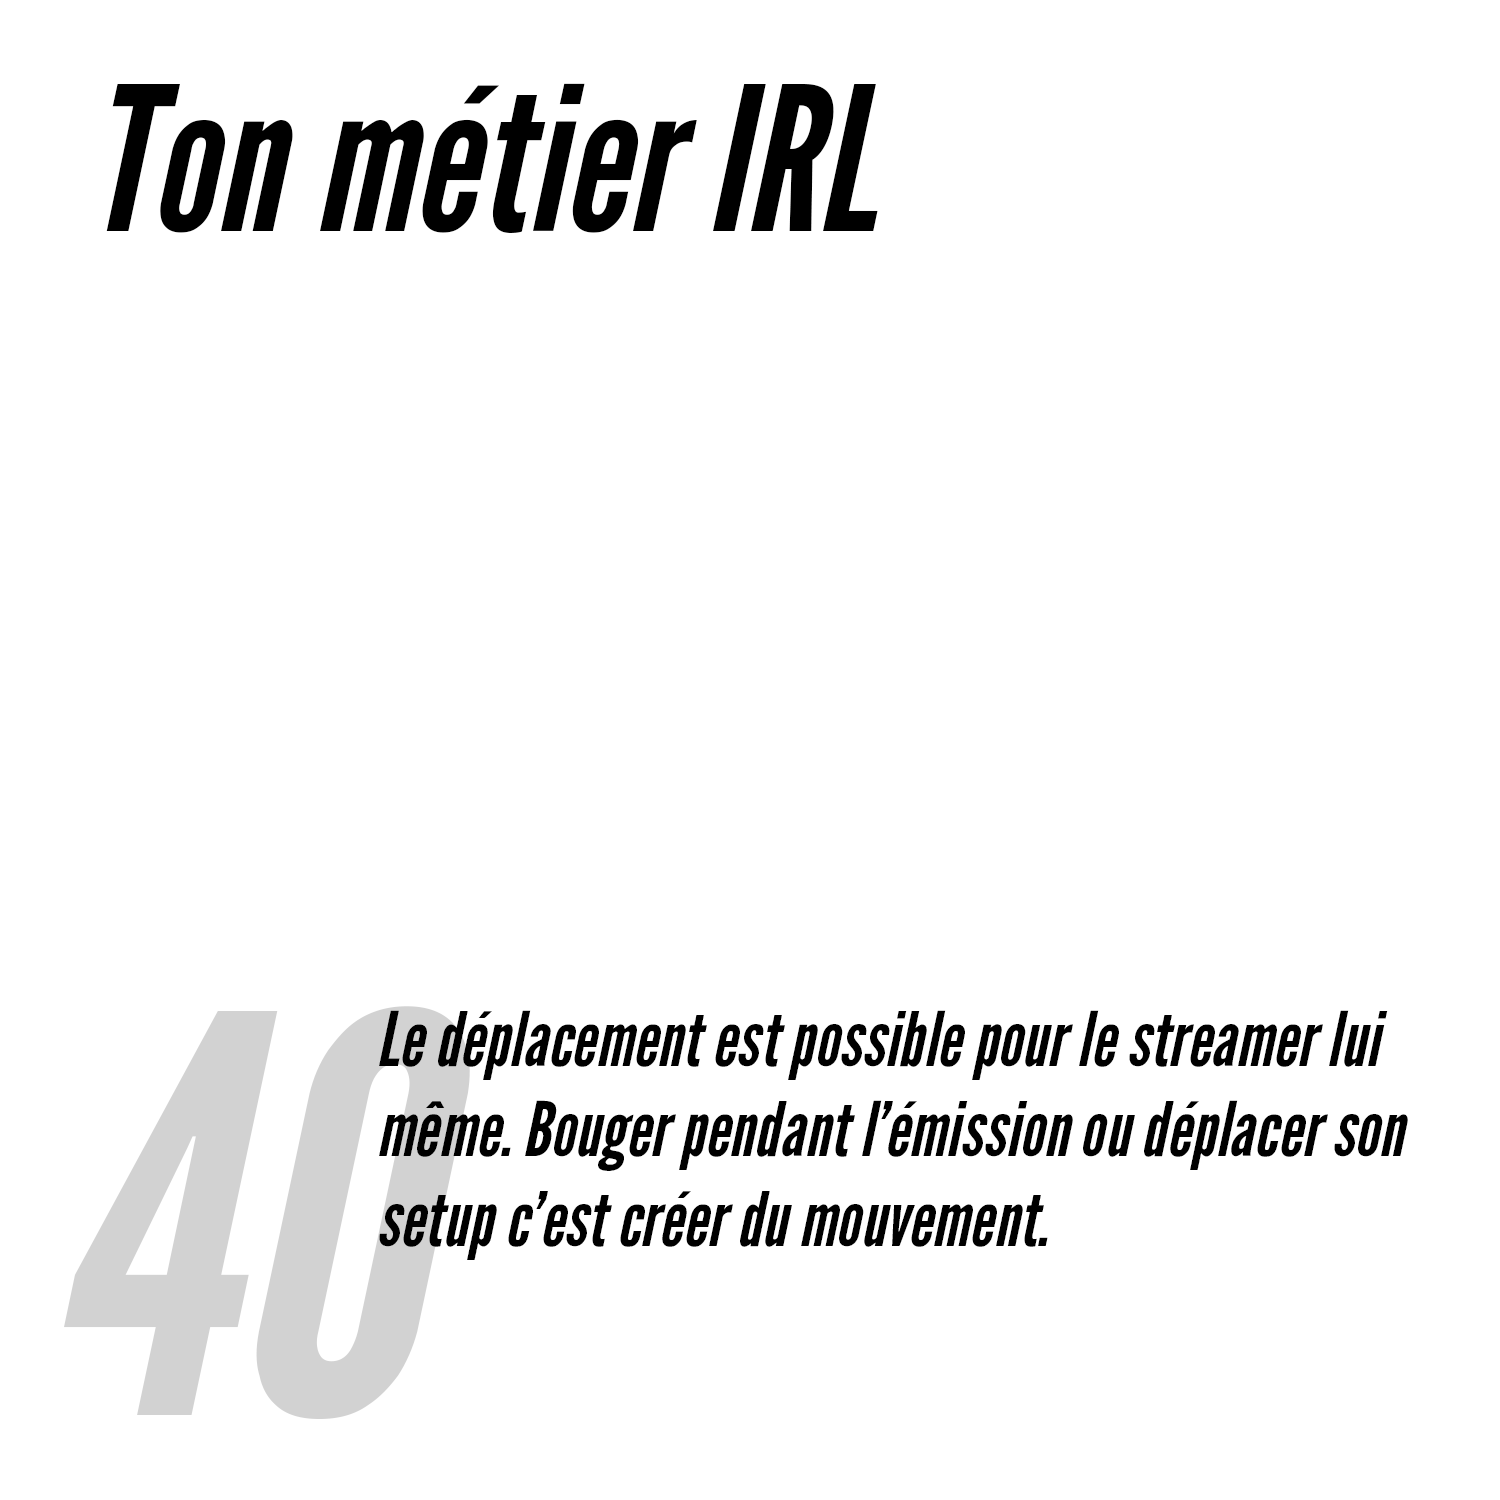 Ton métier IRL
40
Le déplacement est possible pour le streamer lui
même. Bouger pendant l’émission ou déplacer son
setup c’est créer du mouvement.